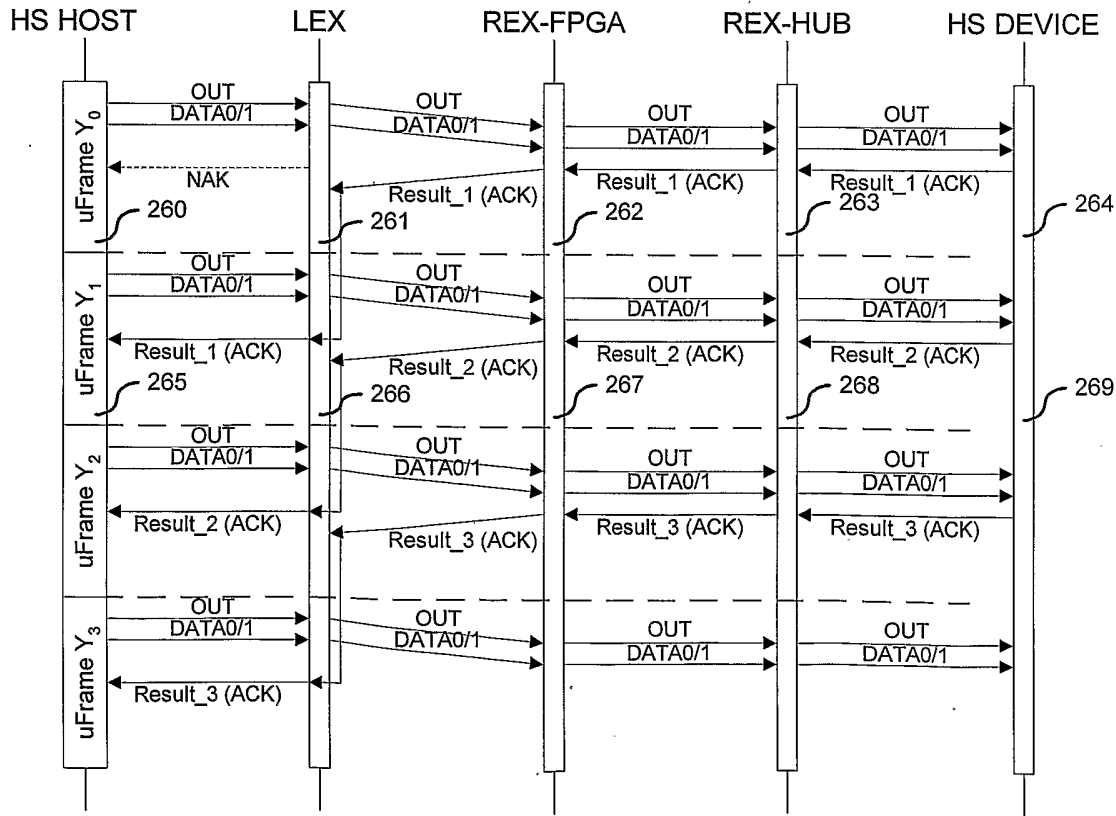 HS HOST LEX REX-FPGA REX-HUB HS DEVICE
uFrame Y0
OUT OUT OUT OUT
DATA0/1 DATA0/1 DATA0/1 DATA0/1
NAK Result_1 (ACK) Result_1 (ACK) Result_1 (ACK)
260 261 262 263 264
uFrame Y1
OUT OUT OUT OUT
DATA0/1 DATA0/1 DATA0/1 DATA0/1
Result_1 (ACK) Result_2 (ACK) Result_2 (ACK) Result_2 (ACK)
265 266 267 268 269
uFrame Y2
OUT OUT OUT OUT
DATA0/1 DATA0/1 DATA0/1 DATA0/1
Result_2 (ACK) Result_3 (ACK) Result_3 (ACK) Result_3 (ACK)
uFrame Y3
OUT OUT OUT OUT
DATA0/1 DATA0/1 DATA0/1 DATA0/1
Result_3 (ACK)